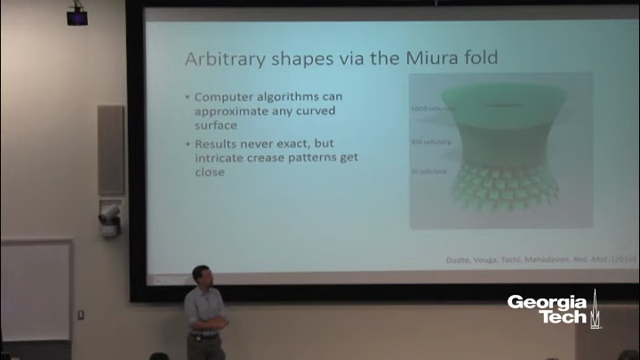 Arbitrary shapes via the Miura fold
• Computer algorithms can
approximate any curved
surface
• Results never exact, but
intricate crease patterns get
close
Dudte, Vouga, Tachi, Mahadevan, Nat. Mat. (2016)
Georgia
Tech